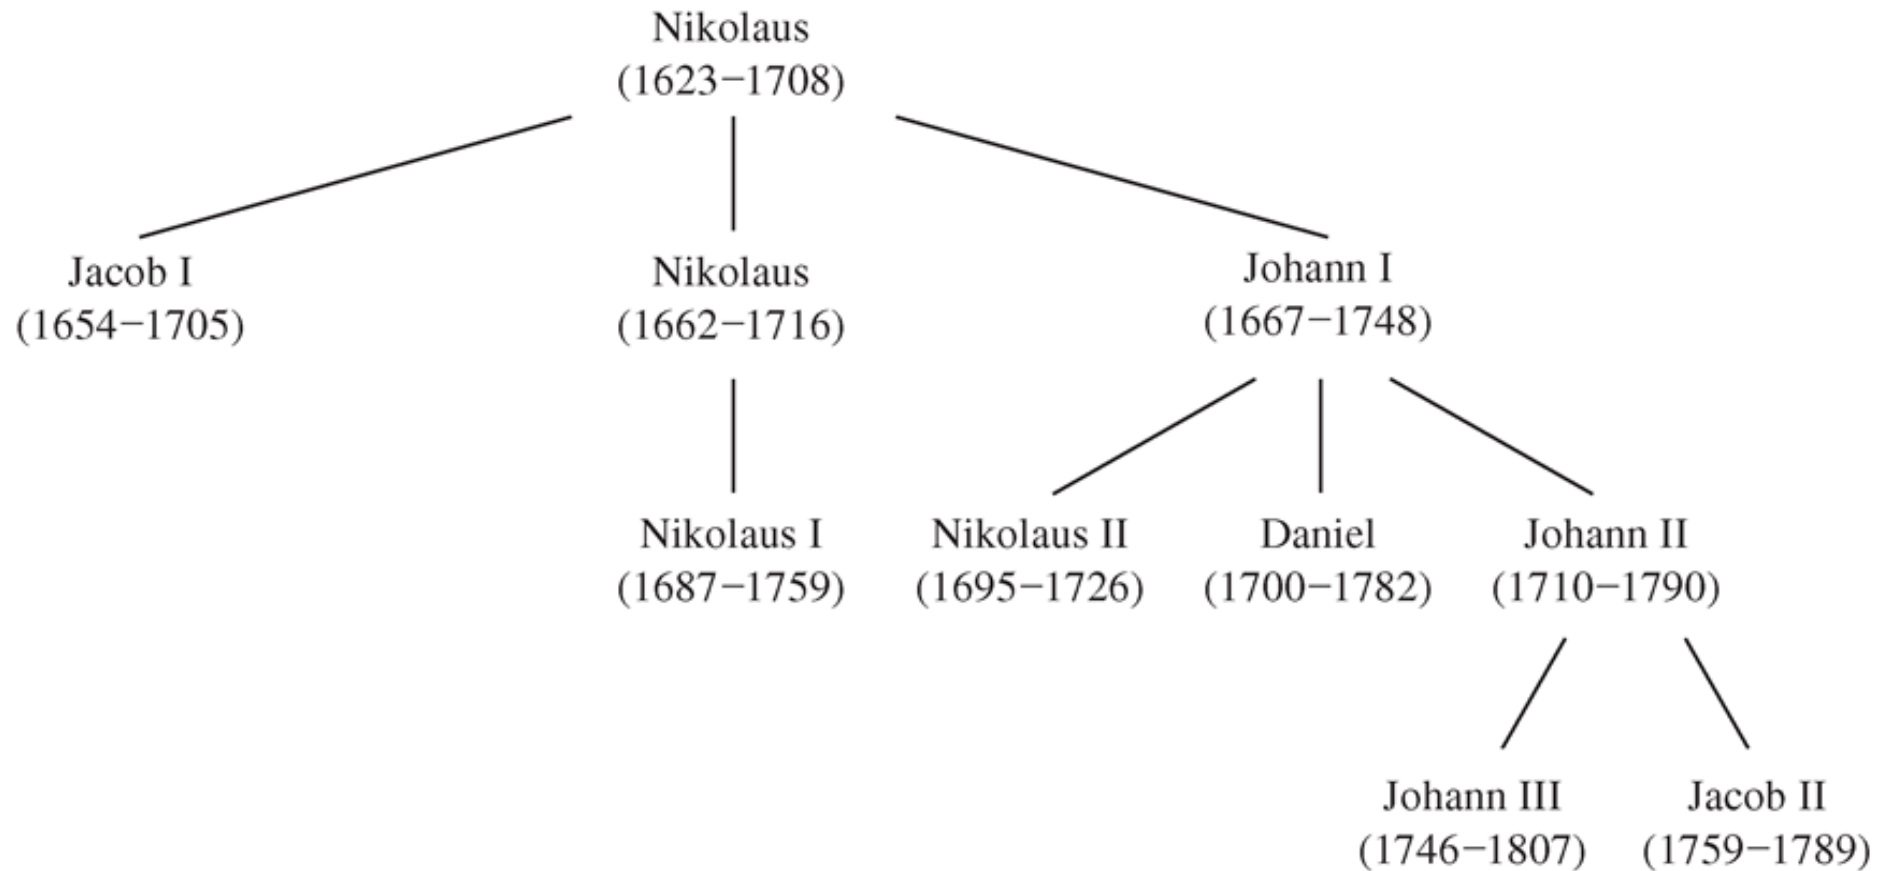 Nikolaus
(1623−1708)
Jacob I
(1654−1705)
Nikolaus
(1662−1716)
Johann I
(1667−1748)
Nikolaus I
(1687−1759)
Nikolaus II
(1695−1726)
Daniel
(1700−1782)
Johann II
(1710−1790)
Johann III
(1746−1807)
Jacob II
(1759−1789)